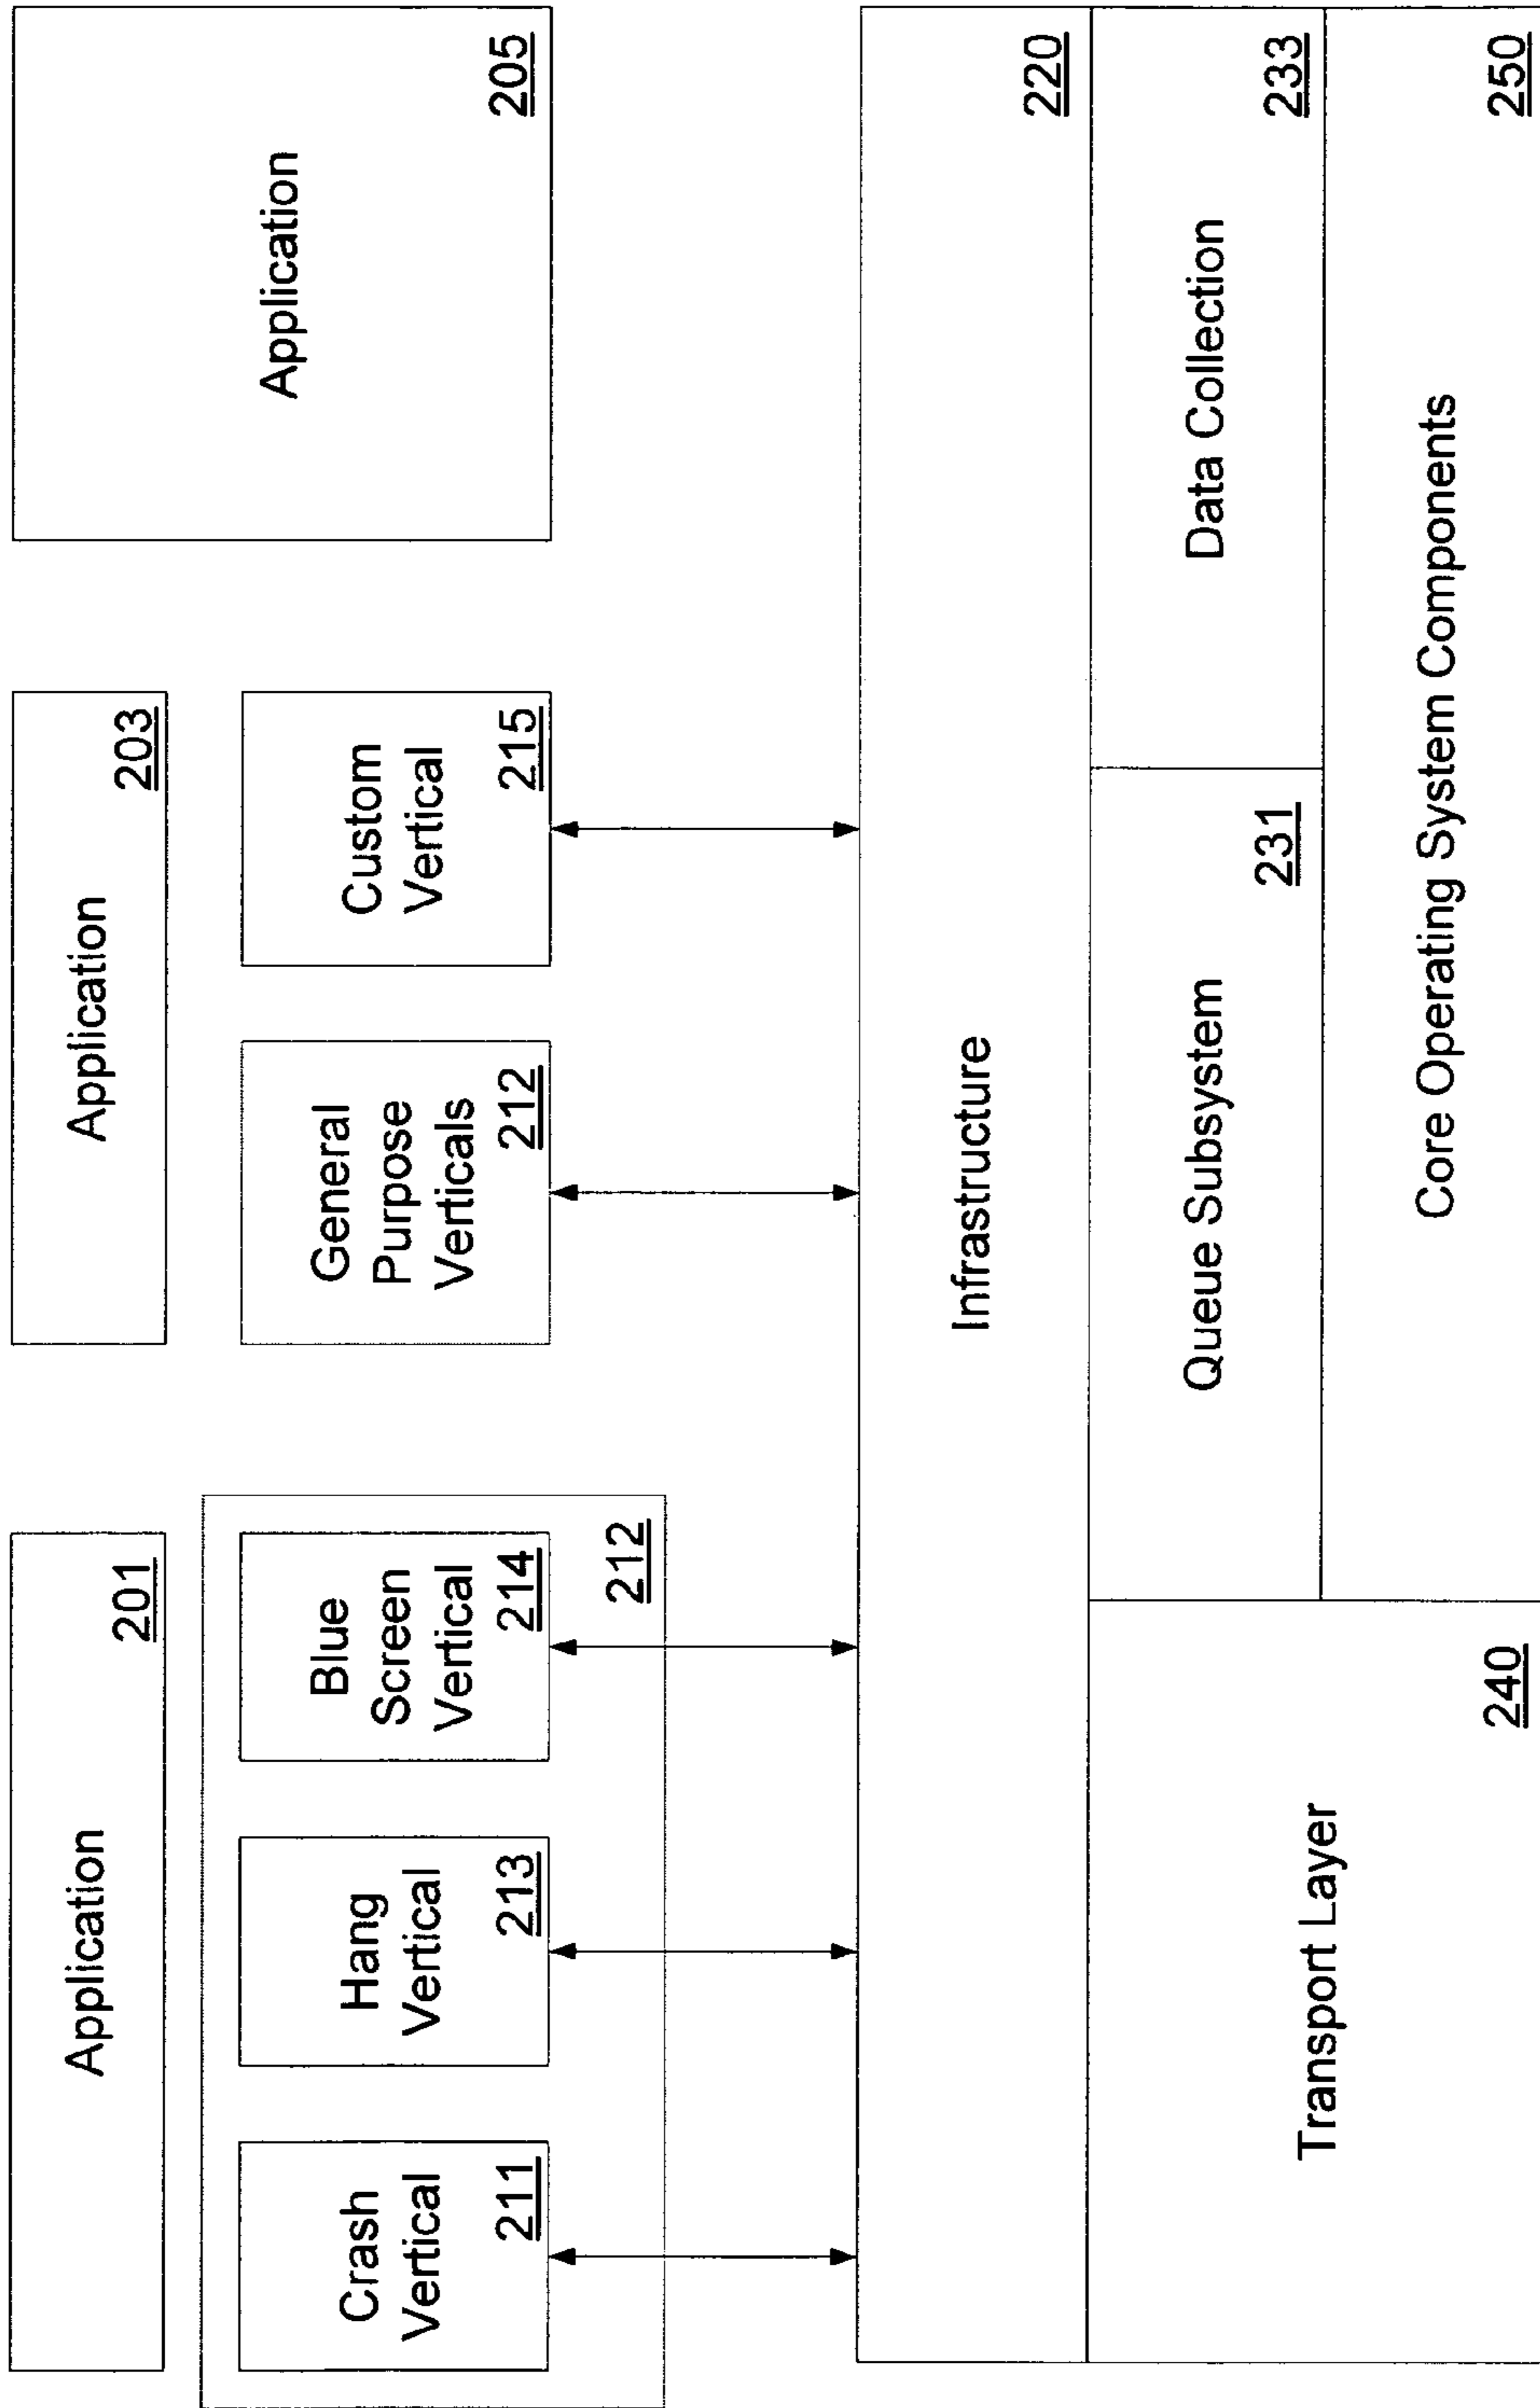 Application
201
Application
203
Application
205
Crash
Vertical
211
Hang
Vertical
213
Blue
Screen
Vertical
214
212
General
Purpose
Verticals
212
Custom
Vertical
215
Infrastructure
220
Transport Layer
240
Queue Subsystem
231
Data Collection
233
Core Operating System Components
250